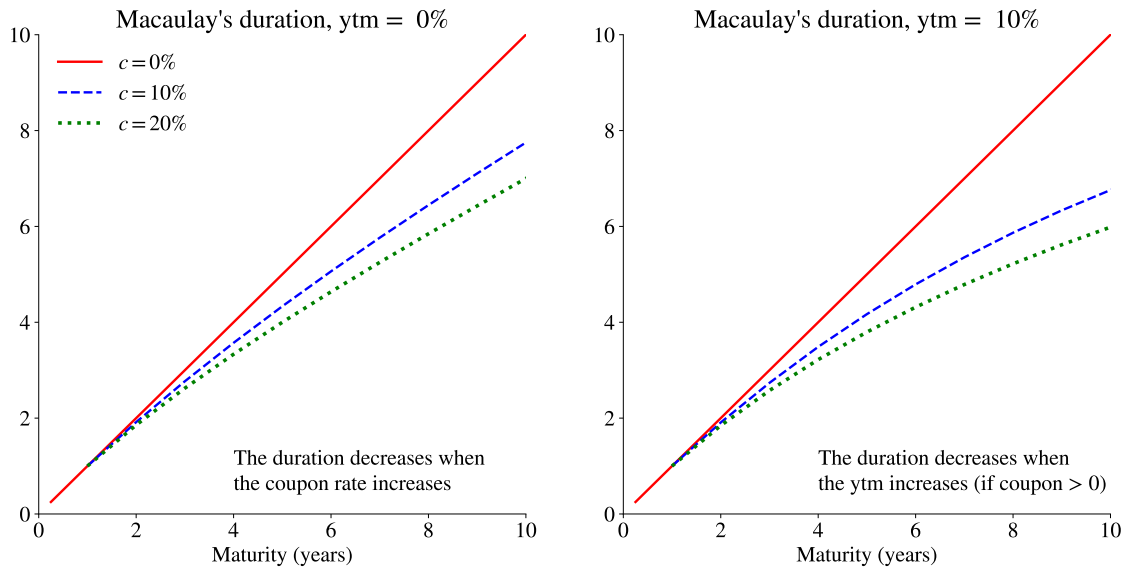 Macaulay's duration, ytm = 0%
10
8
6
4
2
0
c = 0%
c = 10%
c = 20%
The duration decreases when
the coupon rate increases
0
2
4
6
8
10
Maturity (years)
Macaulay's duration, ytm = 10%
10
8
6
4
2
0
The duration decreases when
the ytm increases (if coupon > 0)
0
2
4
6
8
10
Maturity (years)